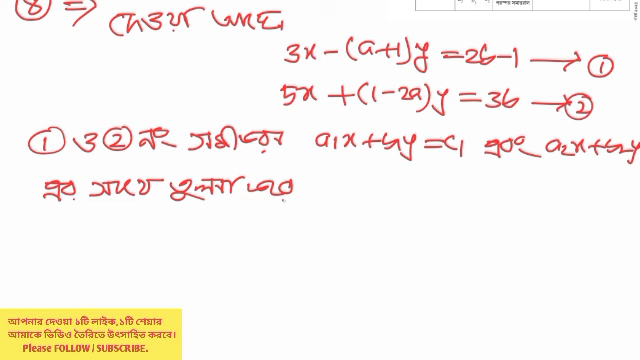 ৪ ⇒ দেওয়া আছে
3x - (a+1)y = 2b - 1 → ①
5x + (1-2a)y = 3b → ②
① ও ② নং সমীকরন a₁x + b₁y = c₁ এবং a₂x + b₂y
এর সাথে তুলনা করে
আপনার দেওয়া ১টি লাইক,১টি শেয়ার
আমাকে ভিডিও তৈরিতে উৎসাহিত করবে।
Please FOLLOW / SUBSCRIBE.